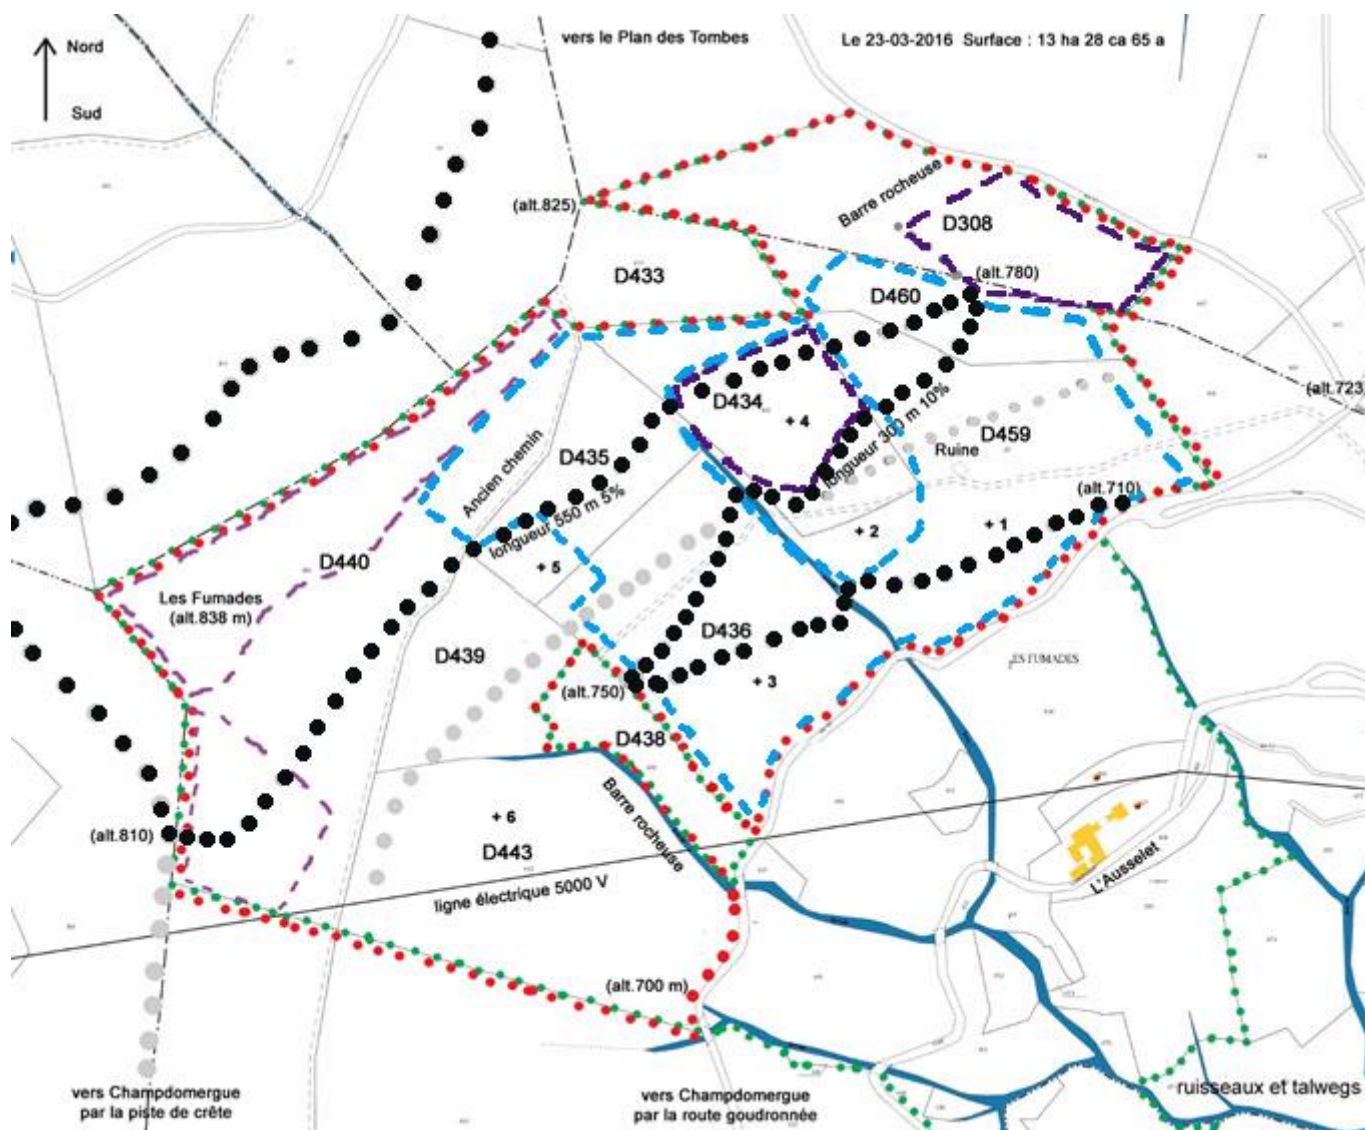 Nord
vers le Plan des Tombes
Le 23-03-2016 Surface : 13 ha 28 ca 65 a
Sud
Barre rocheuse
(alt.825)
D308
D433
(alt.780)
D460
(alt.723)
D434
+ 4
longueur 300 m 10%
D459
Ruine
Ancien chemin
D435
(alt.710)
longueur 550 m 5%
+ 2
+ 1
D440
+ 5
Les Fumades
(alt.838 m)
D436
D439
LES FUMADES
+ 3
(alt.750)
D438
Barre rocheuse
+ 6
(alt.810)
D443
L'Ausselet
ligne électrique 5000 V
(alt.700 m)
vers Champdomergue
par la piste de crête
vers Champdomergue
par la route goudronnée
ruisseaux et talwegs